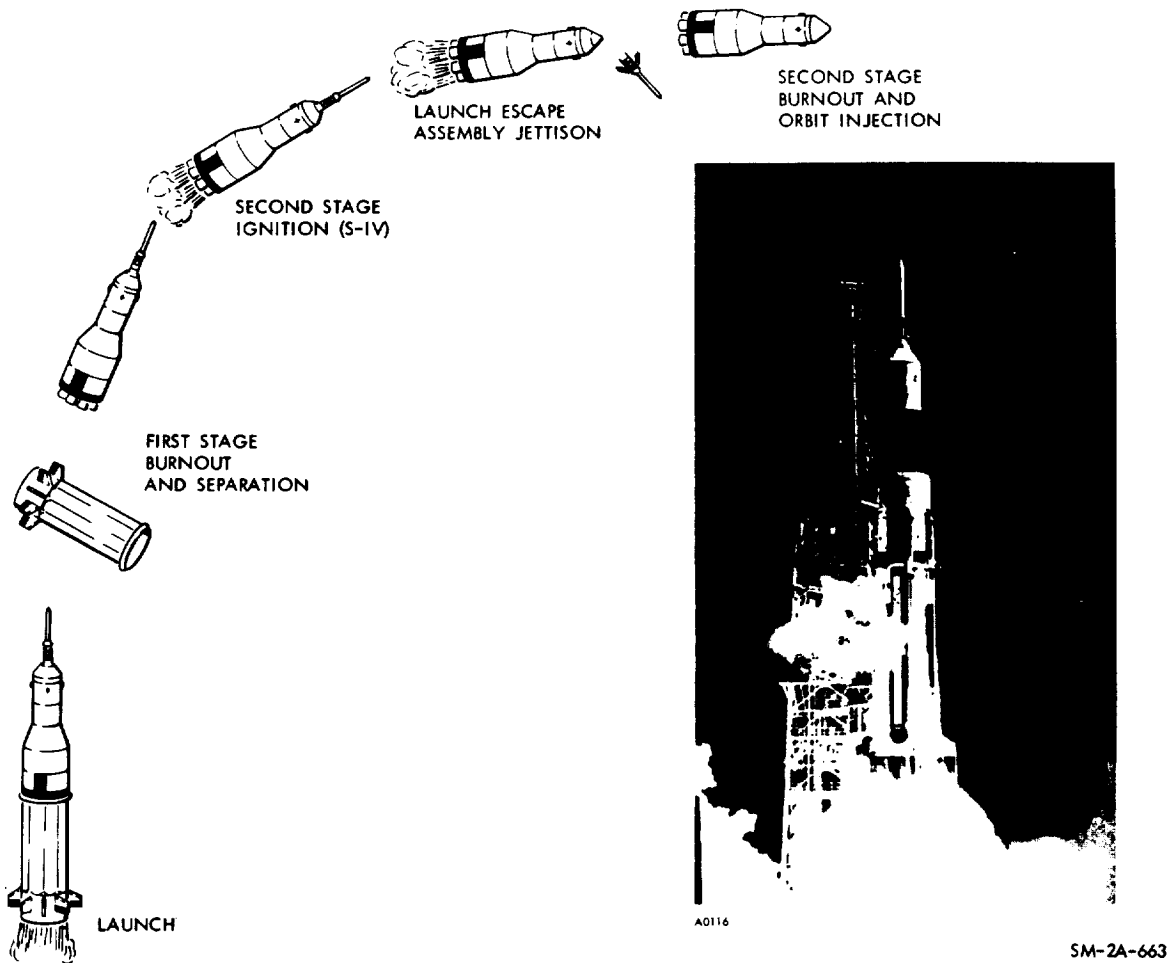 LAUNCH ESCAPE
ASSEMBLY JETTISON
SECOND STAGE
BURNOUT AND
ORBIT INJECTION
SECOND STAGE
IGNITION (S-IV)
FIRST STAGE
BURNOUT
AND SEPARATION
LAUNCH
A0116
SM-2A-663